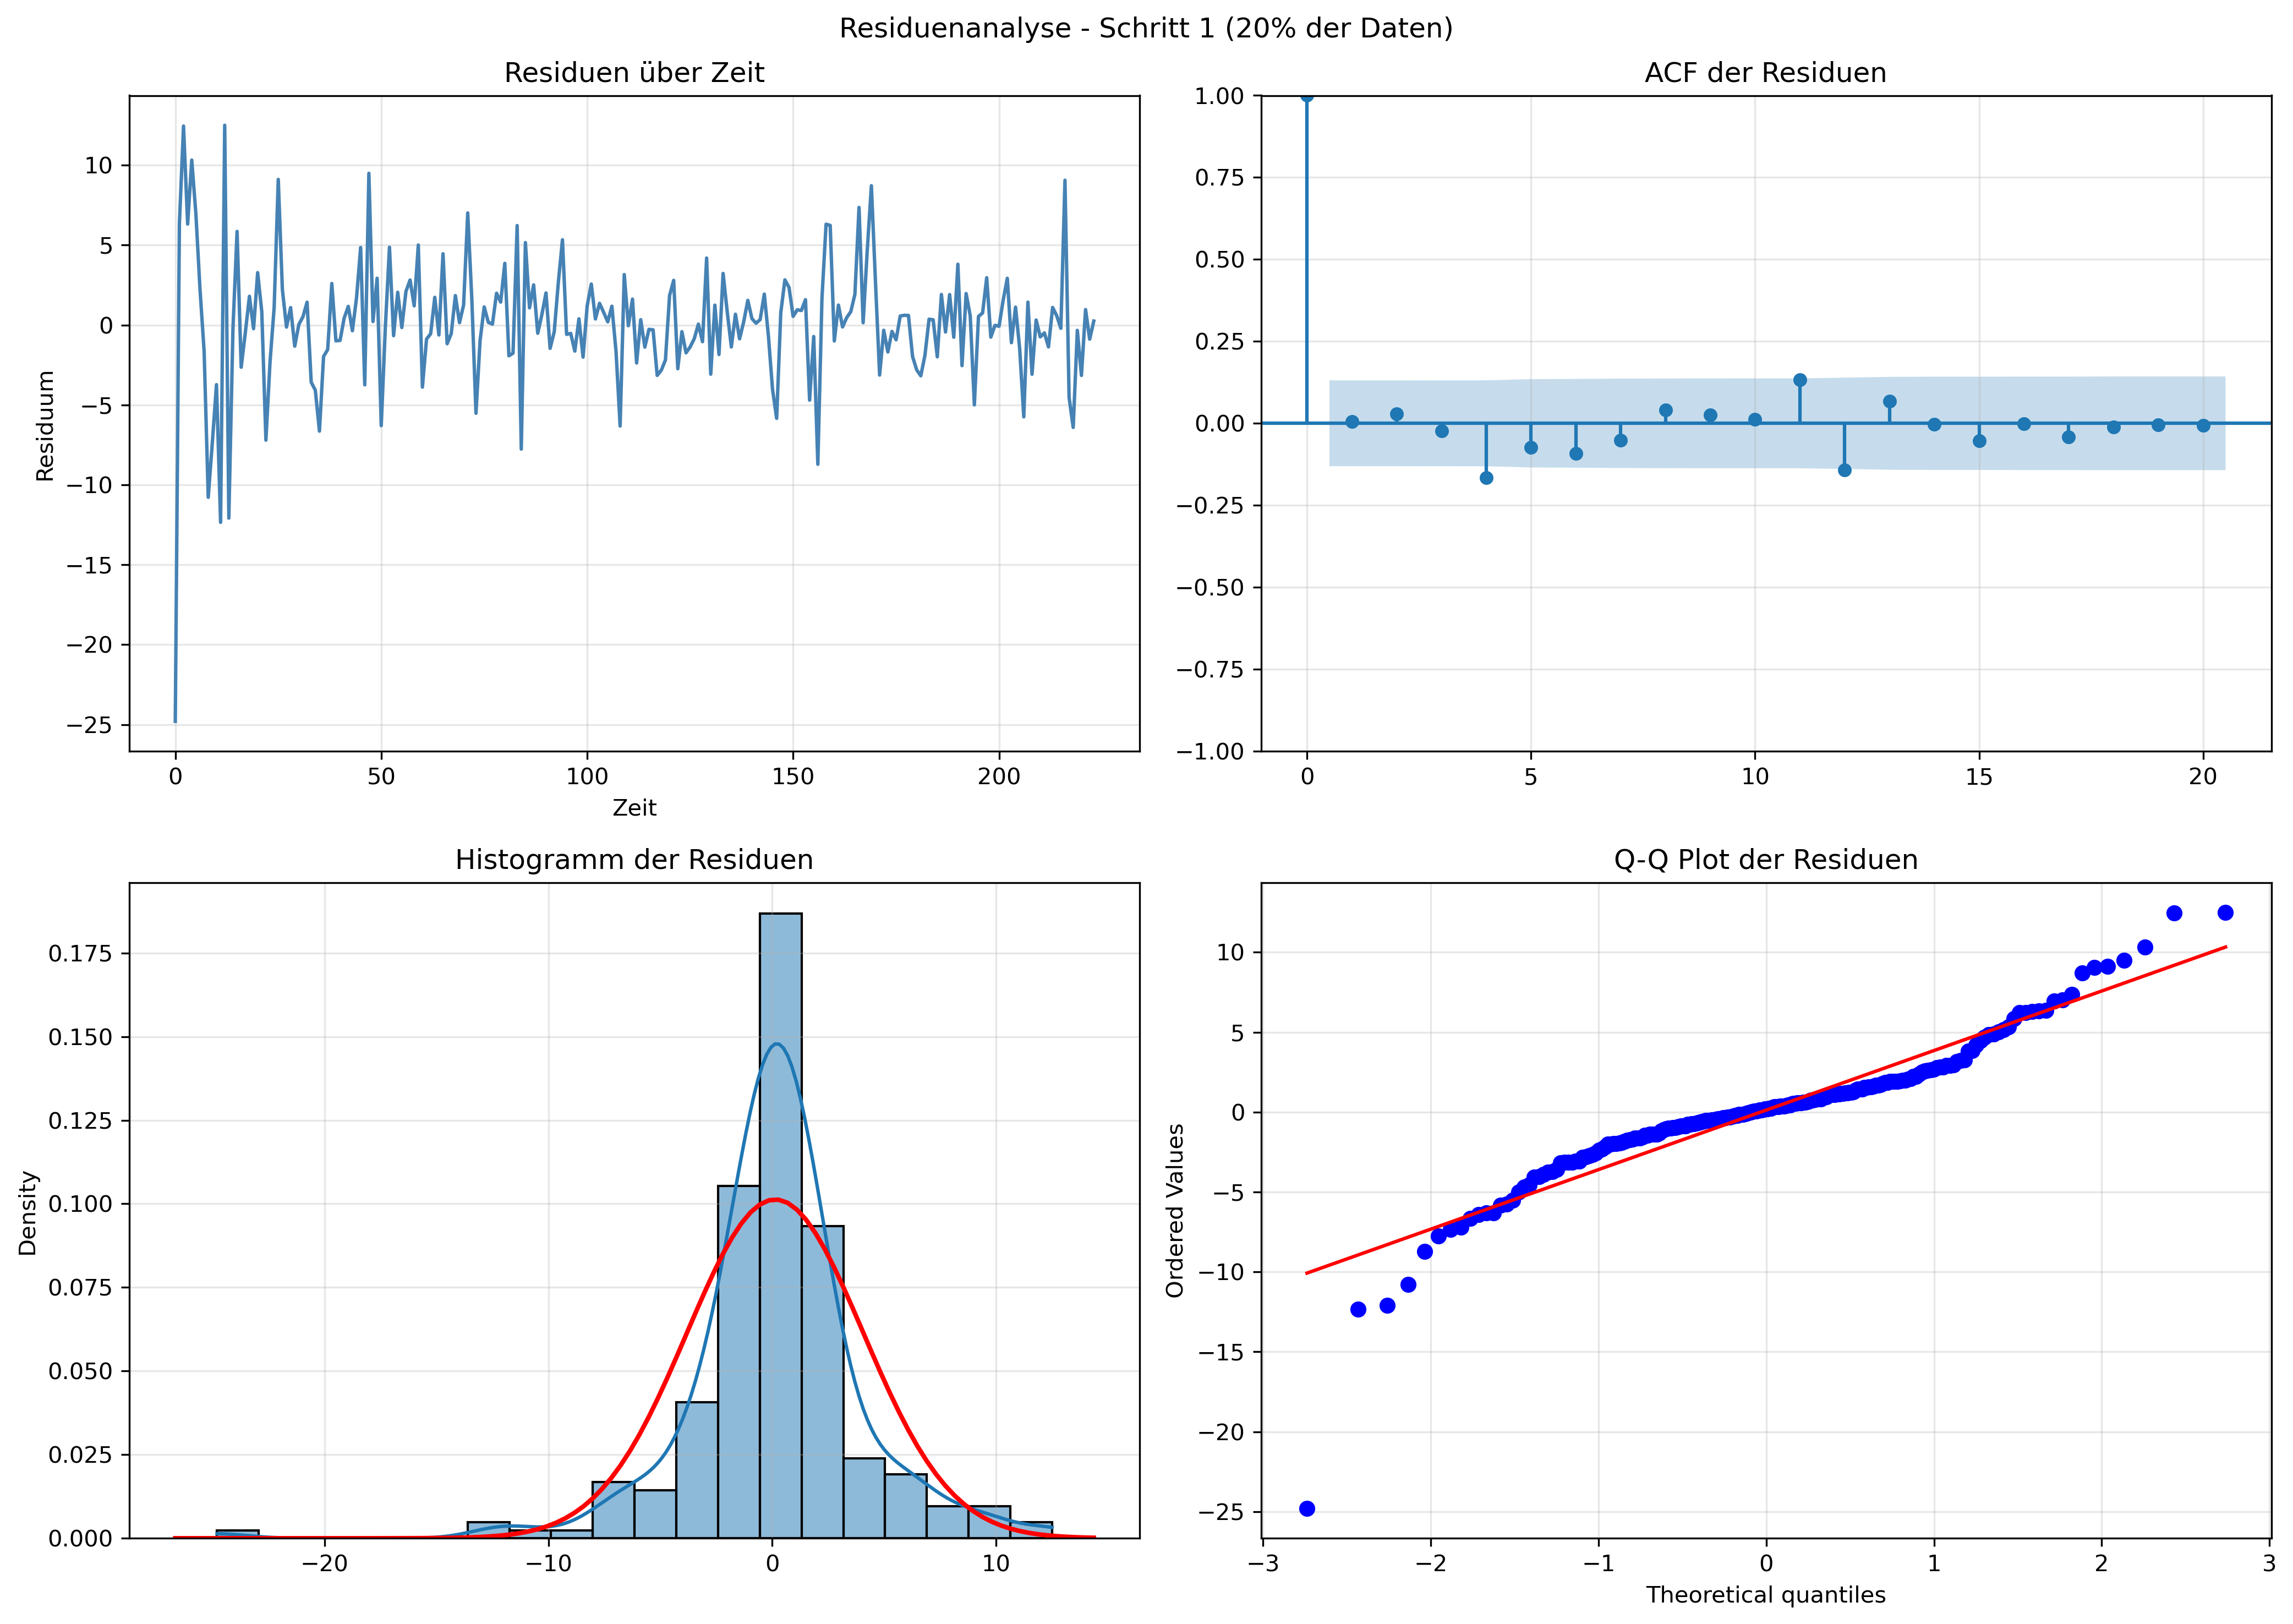 Residuenanalyse - Schritt 1 (20% der Daten)
Residuen über Zeit
Residuum
10
5
0
−5
−10
−15
−20
−25
0 50 100 150 200
Zeit
ACF der Residuen
1.00
0.75
0.50
0.25
0.00
−0.25
−0.50
−0.75
−1.00
0 5 10 15 20
Histogramm der Residuen
Density
0.175
0.150
0.125
0.100
0.075
0.050
0.025
0.000
−20 −10 0 10
Q-Q Plot der Residuen
Ordered Values
10
5
0
−5
−10
−15
−20
−25
−3 −2 −1 0 1 2 3
Theoretical quantiles